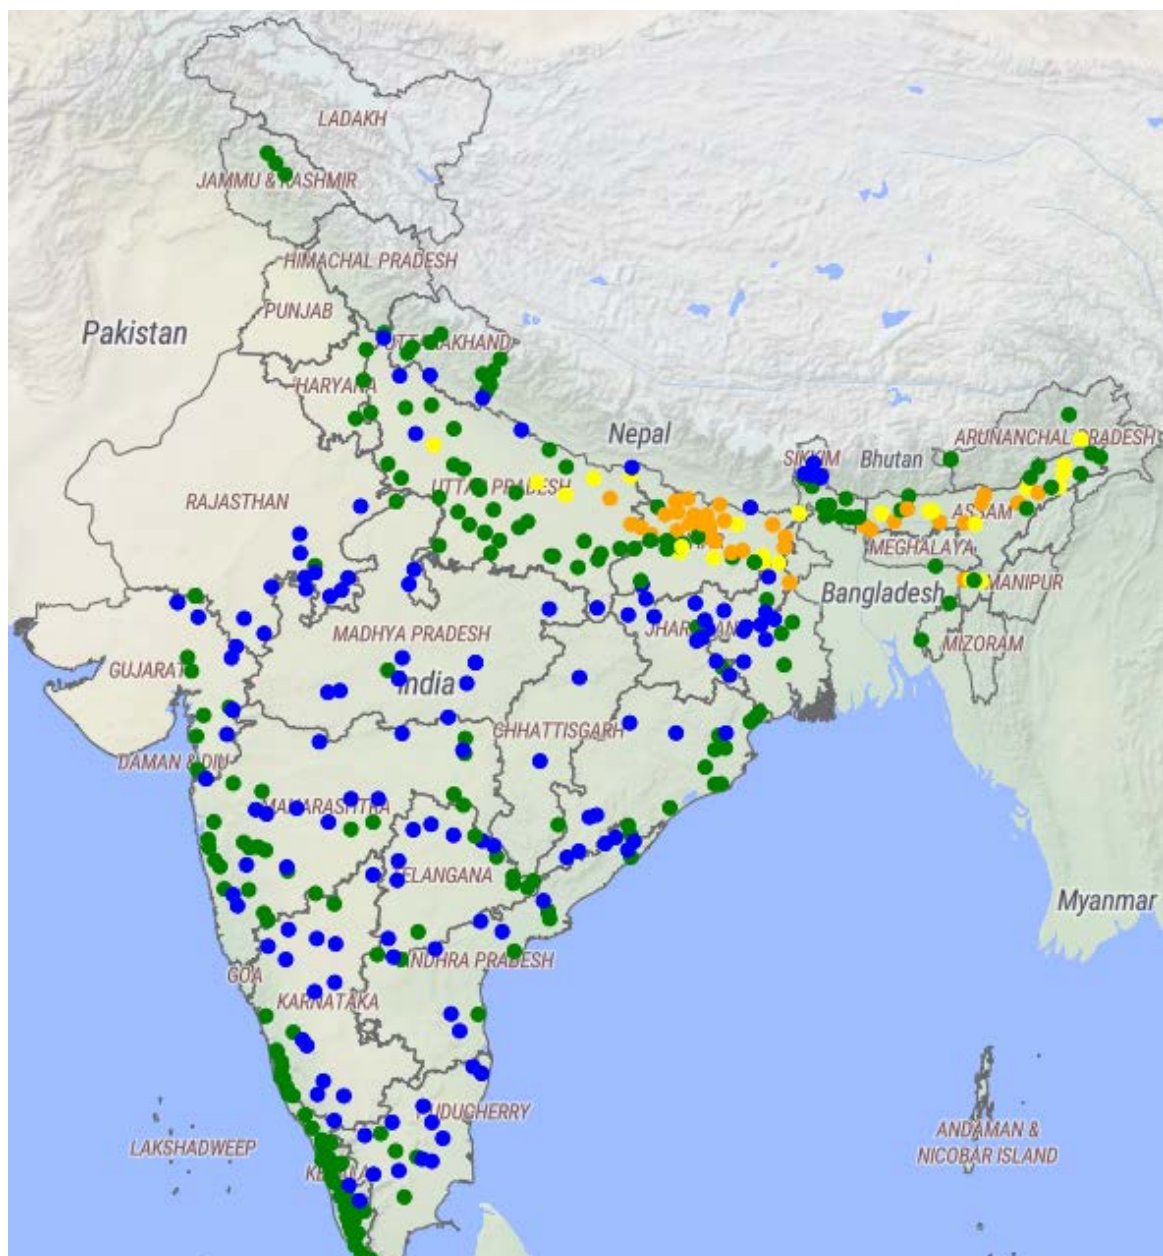 LADAKH
JAMMU & KASHMIR
HIMACHAL PRADESH
PUNJAB
Pakistan
UTTARAKHAND
HARYANA
Nepal
ARUNANCHAL PRADESH
SIKKIM
Bhutan
UTTAR PRADESH
RAJASTHAN
ASSAM
MEGHALAYA
MANIPUR
Bangladesh
MADHYA PRADESH
JHARKHAND
MIZORAM
GUJARAT
India
CHHATTISGARH
DAMAN & DIU
MAHARASHTRA
TELANGANA
Myanmar
ANDHRA PRADESH
GOA
KARNATAKA
PUDUCHERRY
ANDAMAN &
NICOBAR ISLAND
LAKSHADWEEP
KERALA